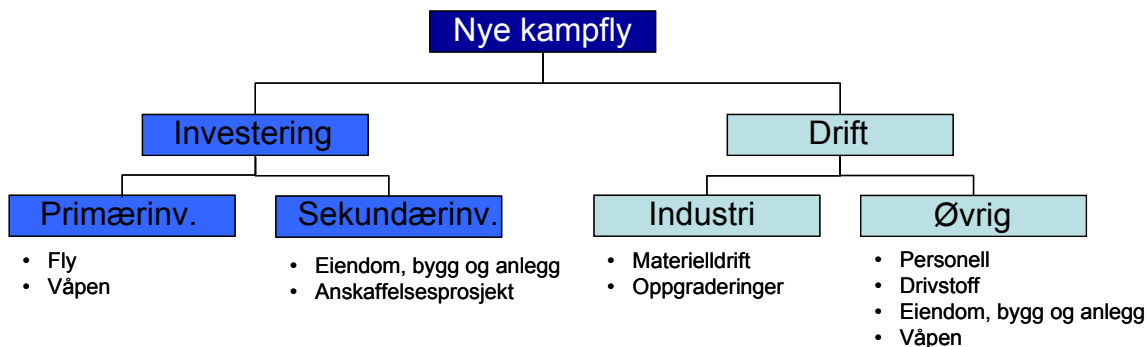 Nye kampfly
Investering
Drift
Primærinv.
Sekundærinv.
Industri
Øvrig
• Fly
• Våpen
• Eiendom, bygg og anlegg
• Anskaffelsesprosjekt
• Materielldrift
• Oppgraderinger
• Personell
• Drivstoff
• Eiendom, bygg og anlegg
• Våpen